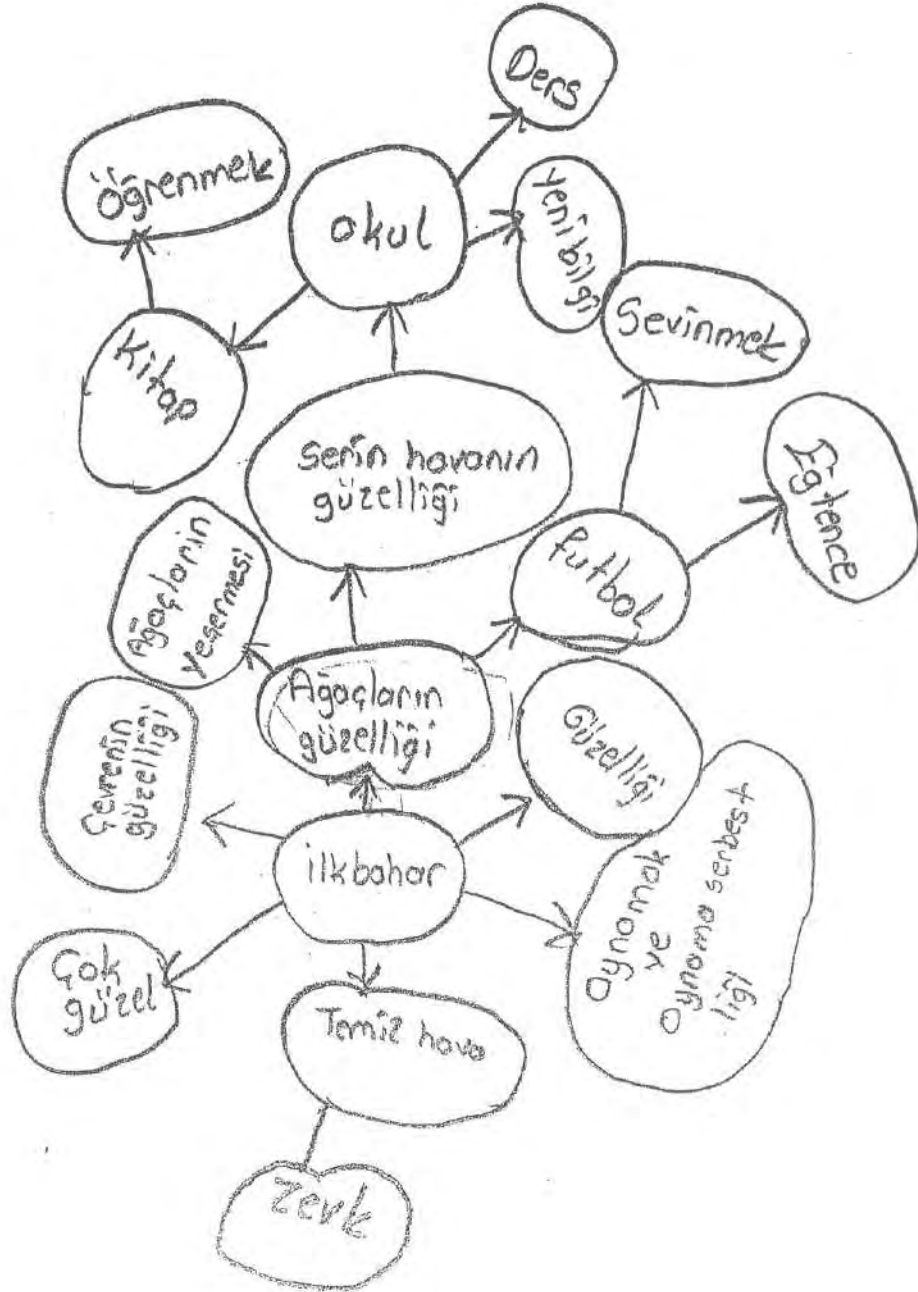 Ders
Öğrenmek
okul
yeni bilgi
Sevinmek
Kitap
Serin havanın
güzelliği
Eğlence
futbol
Ağaçların
yeşermesi
Ağaçların
güzelliği
Güzelliği
Çevrenin
güzelliği
ilkbahar
Oynamak
ve
Oynama serbest
liği
Çok
güzel
Temiz hava
Zevk